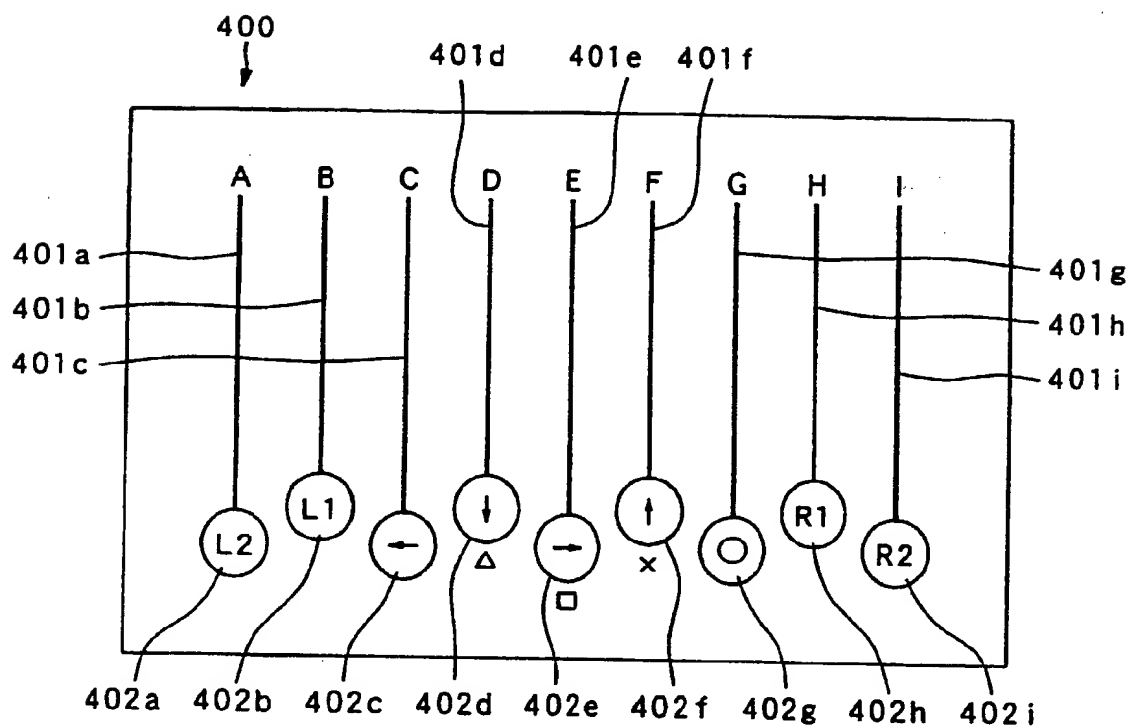 400
401d 401e 401f
A B C D E F G H I
401a
401b
401c
401g
401h
401i
L2 L1 ← ↓ → ↑ ○ R1 R2
△ □ ×
402a 402b 402c 402d 402e 402f 402g 402h 402i